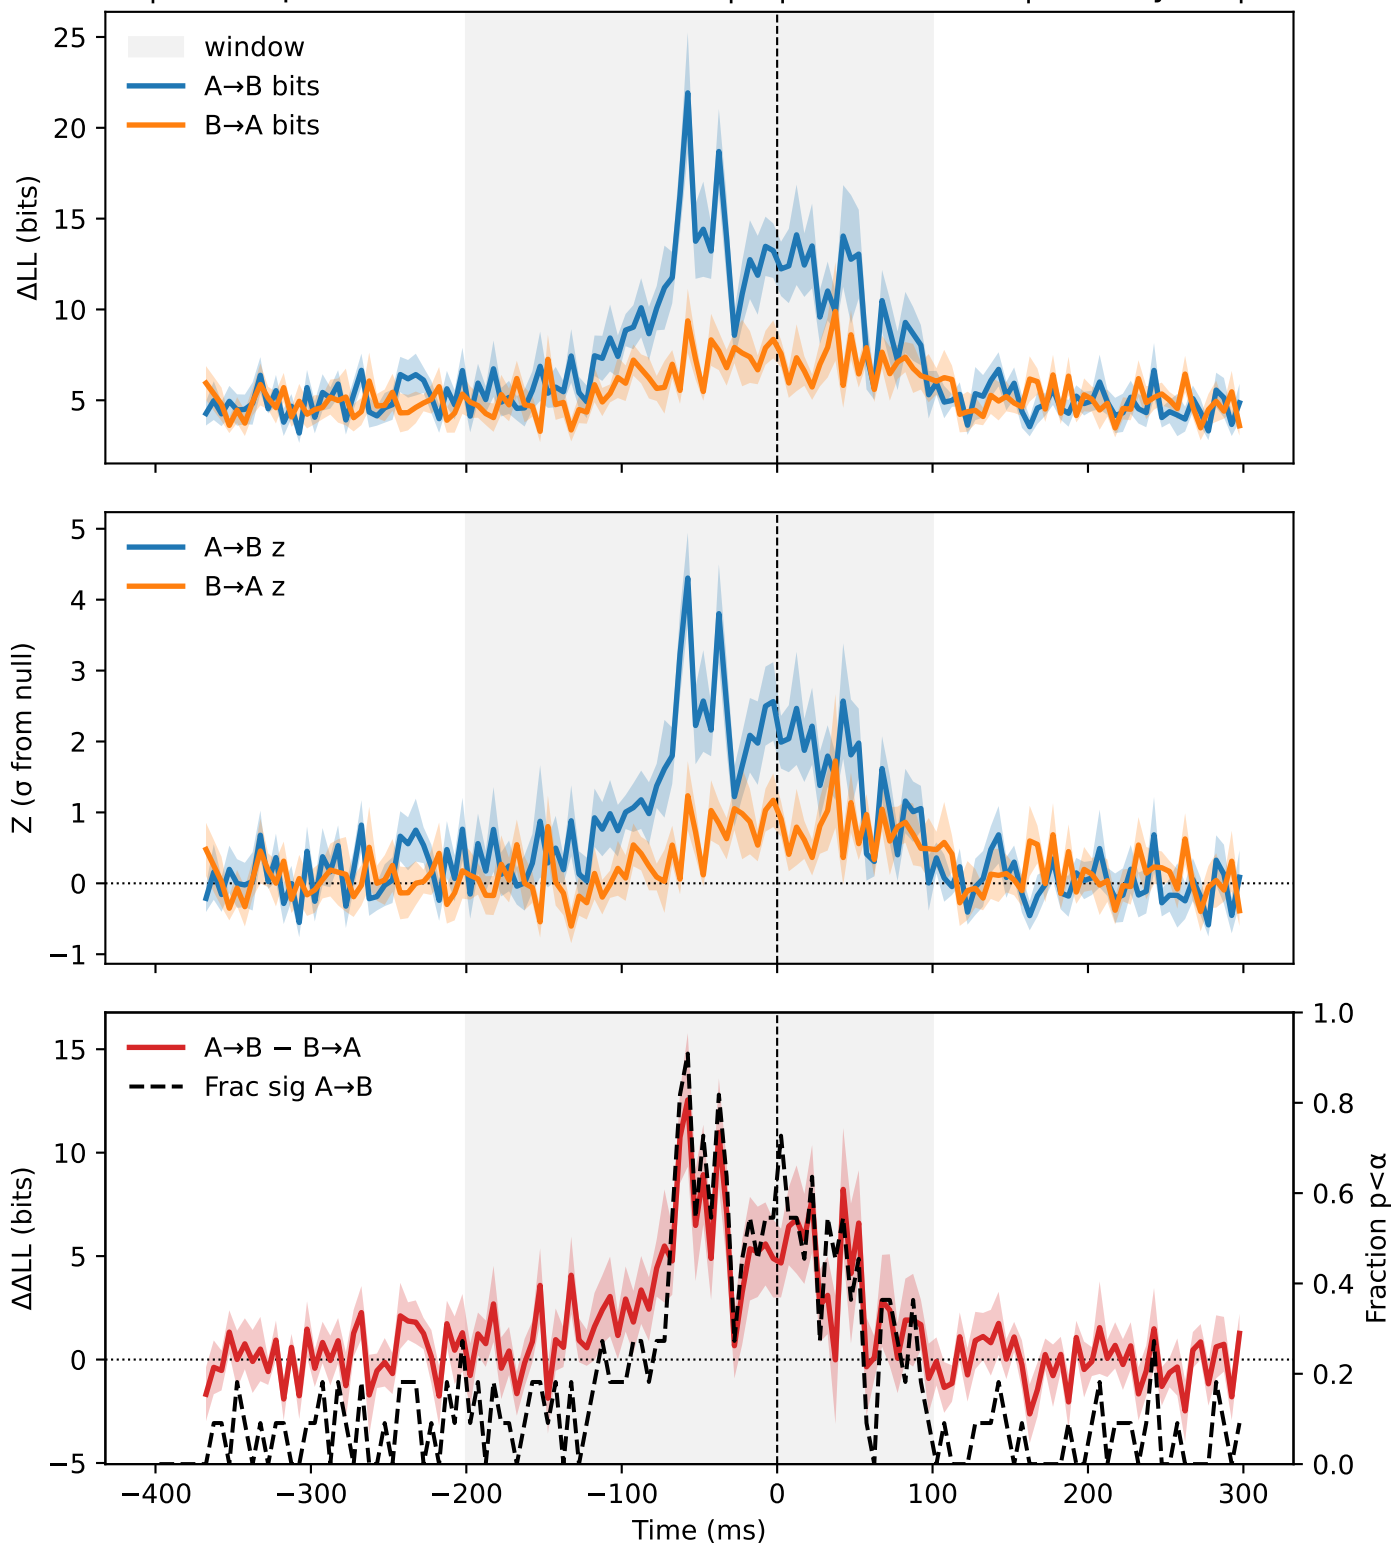 25
20
15
10
5
ΔLL (bits)
window
A→B bits
B→A bits
5
4
3
2
1
0
−1
Z (σ from null)
A→B z
B→A z
15
10
5
0
−5
ΔΔLL (bits)
A→B − B→A
Frac sig A→B
1.0
0.8
0.6
0.4
0.2
0.0
Fraction p<α
−400 −300 −200 −100 0 100 200 300
Time (ms)